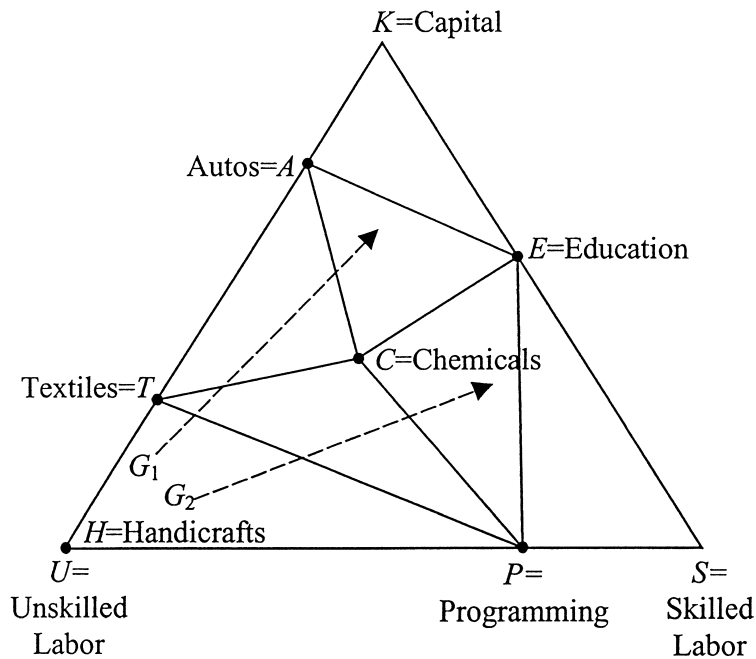 K=Capital
Autos=A
E=Education
C=Chemicals
Textiles=T
G1
G2
H=Handicrafts
U=
Unskilled
Labor
P=
Programming
S=
Skilled
Labor